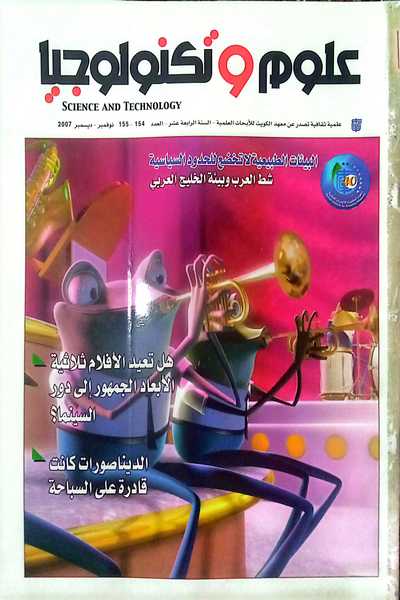 علوم و تكنولوجيا
SCIENCE AND TECHNOLOGY
علمية ثقافية تصدر عن معهد الكويت للأبحاث العلمية - السنة الرابعة عشر - العدد 154 - 155 نوفمبر - ديسمبر 2007
البيئات الطبيعية لا تخضع للحدود السياسية
شط العرب وبيئة الخليج العربي
40
هل تعيد الأفلام ثلاثية
الأبعاد الجمهور إلى دور
السينما؟
الديناصورات كانت
قادرة على السباحة